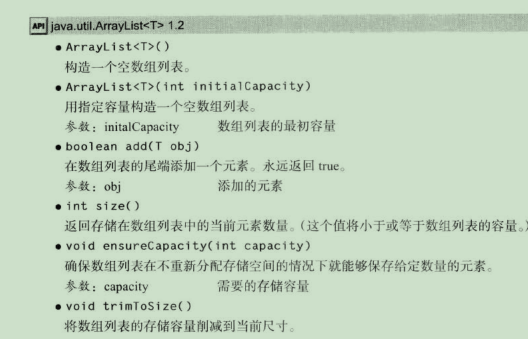 API java.util.ArrayList<T> 1.2
• ArrayList<T>()
构造一个空数组列表。
• ArrayList<T>(int initialCapacity)
用指定容量构造一个空数组列表。
参数：initalCapacity 数组列表的最初容量
• boolean add(T obj)
在数组列表的尾端添加一个元素。永远返回 true。
参数：obj 添加的元素
• int size()
返回存储在数组列表中的当前元素数量。（这个值将小于或等于数组列表的容量。）
• void ensureCapacity(int capacity)
确保数组列表在不重新分配存储空间的情况下就能够保存给定数量的元素。
参数：capacity 需要的存储容量
• void trimToSize()
将数组列表的存储容量削减到当前尺寸。